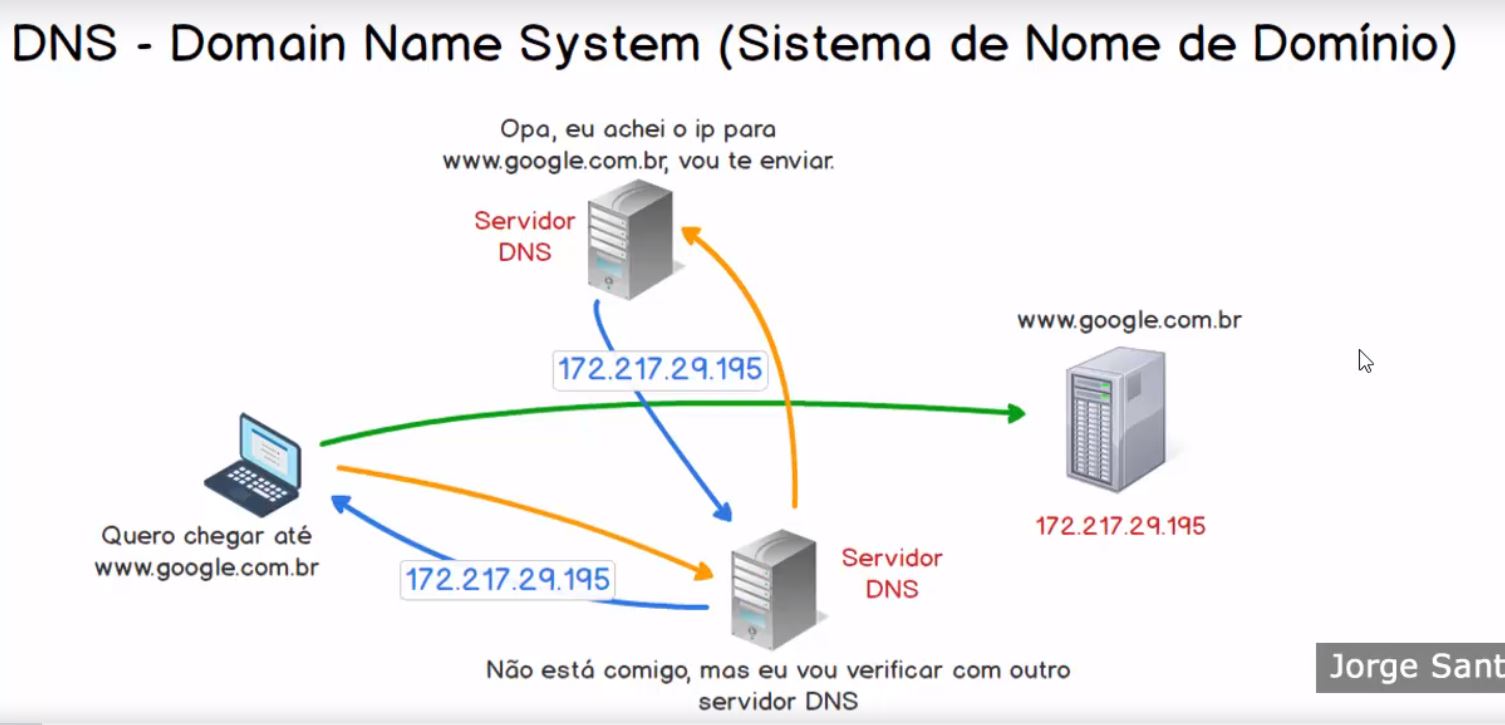 DNS - Domain Name System (Sistema de Nome de Domínio)
Opa, eu achei o ip para
www.google.com.br, vou te enviar.
Servidor
DNS
www.google.com.br
172.217.29.195
172.217.29.195
Quero chegar até
www.google.com.br
172.217.29.195
Servidor
DNS
Não está comigo, mas eu vou verificar com outro
servidor DNS
Jorge Sant